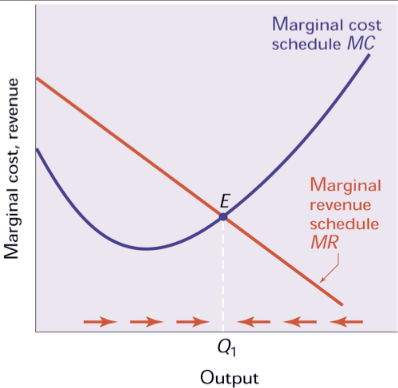 Marginal cost
schedule MC
Marginal cost, revenue
E
Marginal
revenue
schedule
MR
Q1
Output